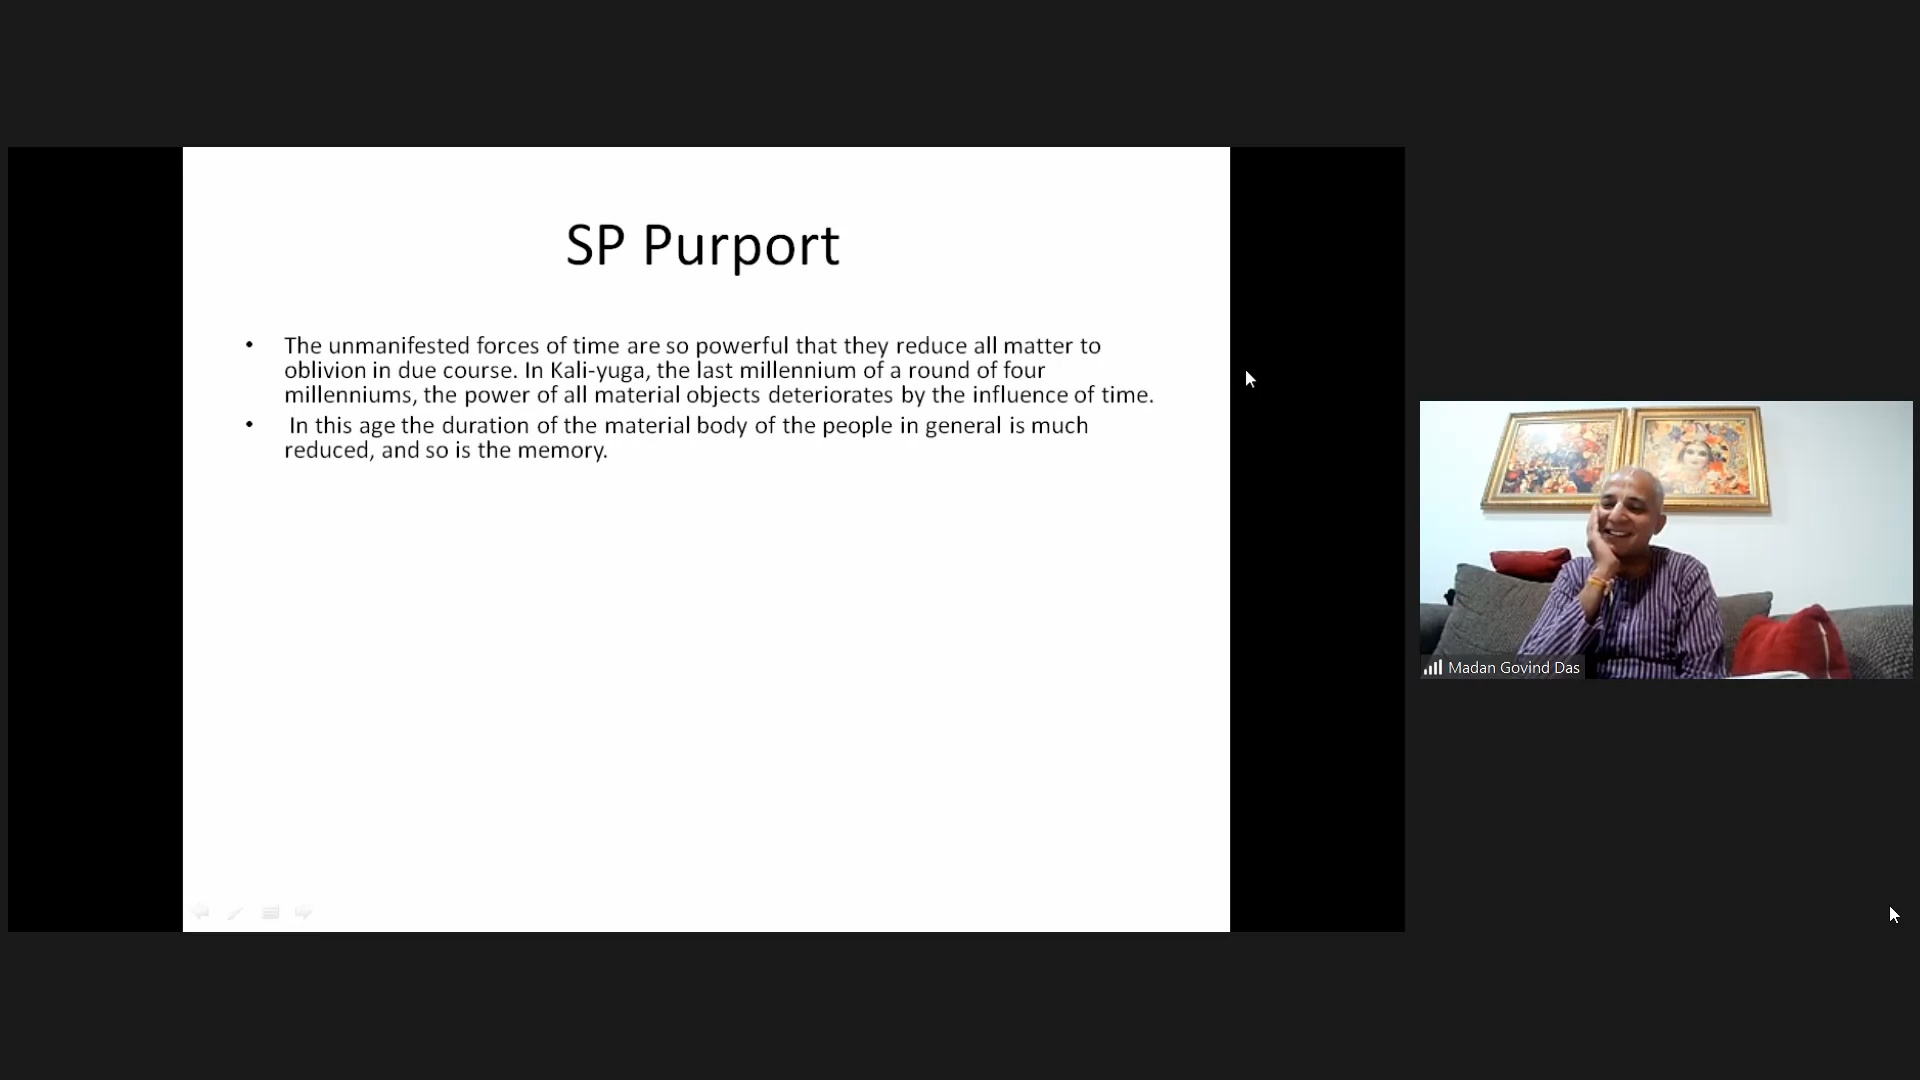 SP Purport
• The unmanifested forces of time are so powerful that they reduce all matter to
oblivion in due course. In Kali-yuga, the last millennium of a round of four
millenniums, the power of all material objects deteriorates by the influence of time.
• In this age the duration of the material body of the people in general is much
reduced, and so is the memory.
Madan Govind Das